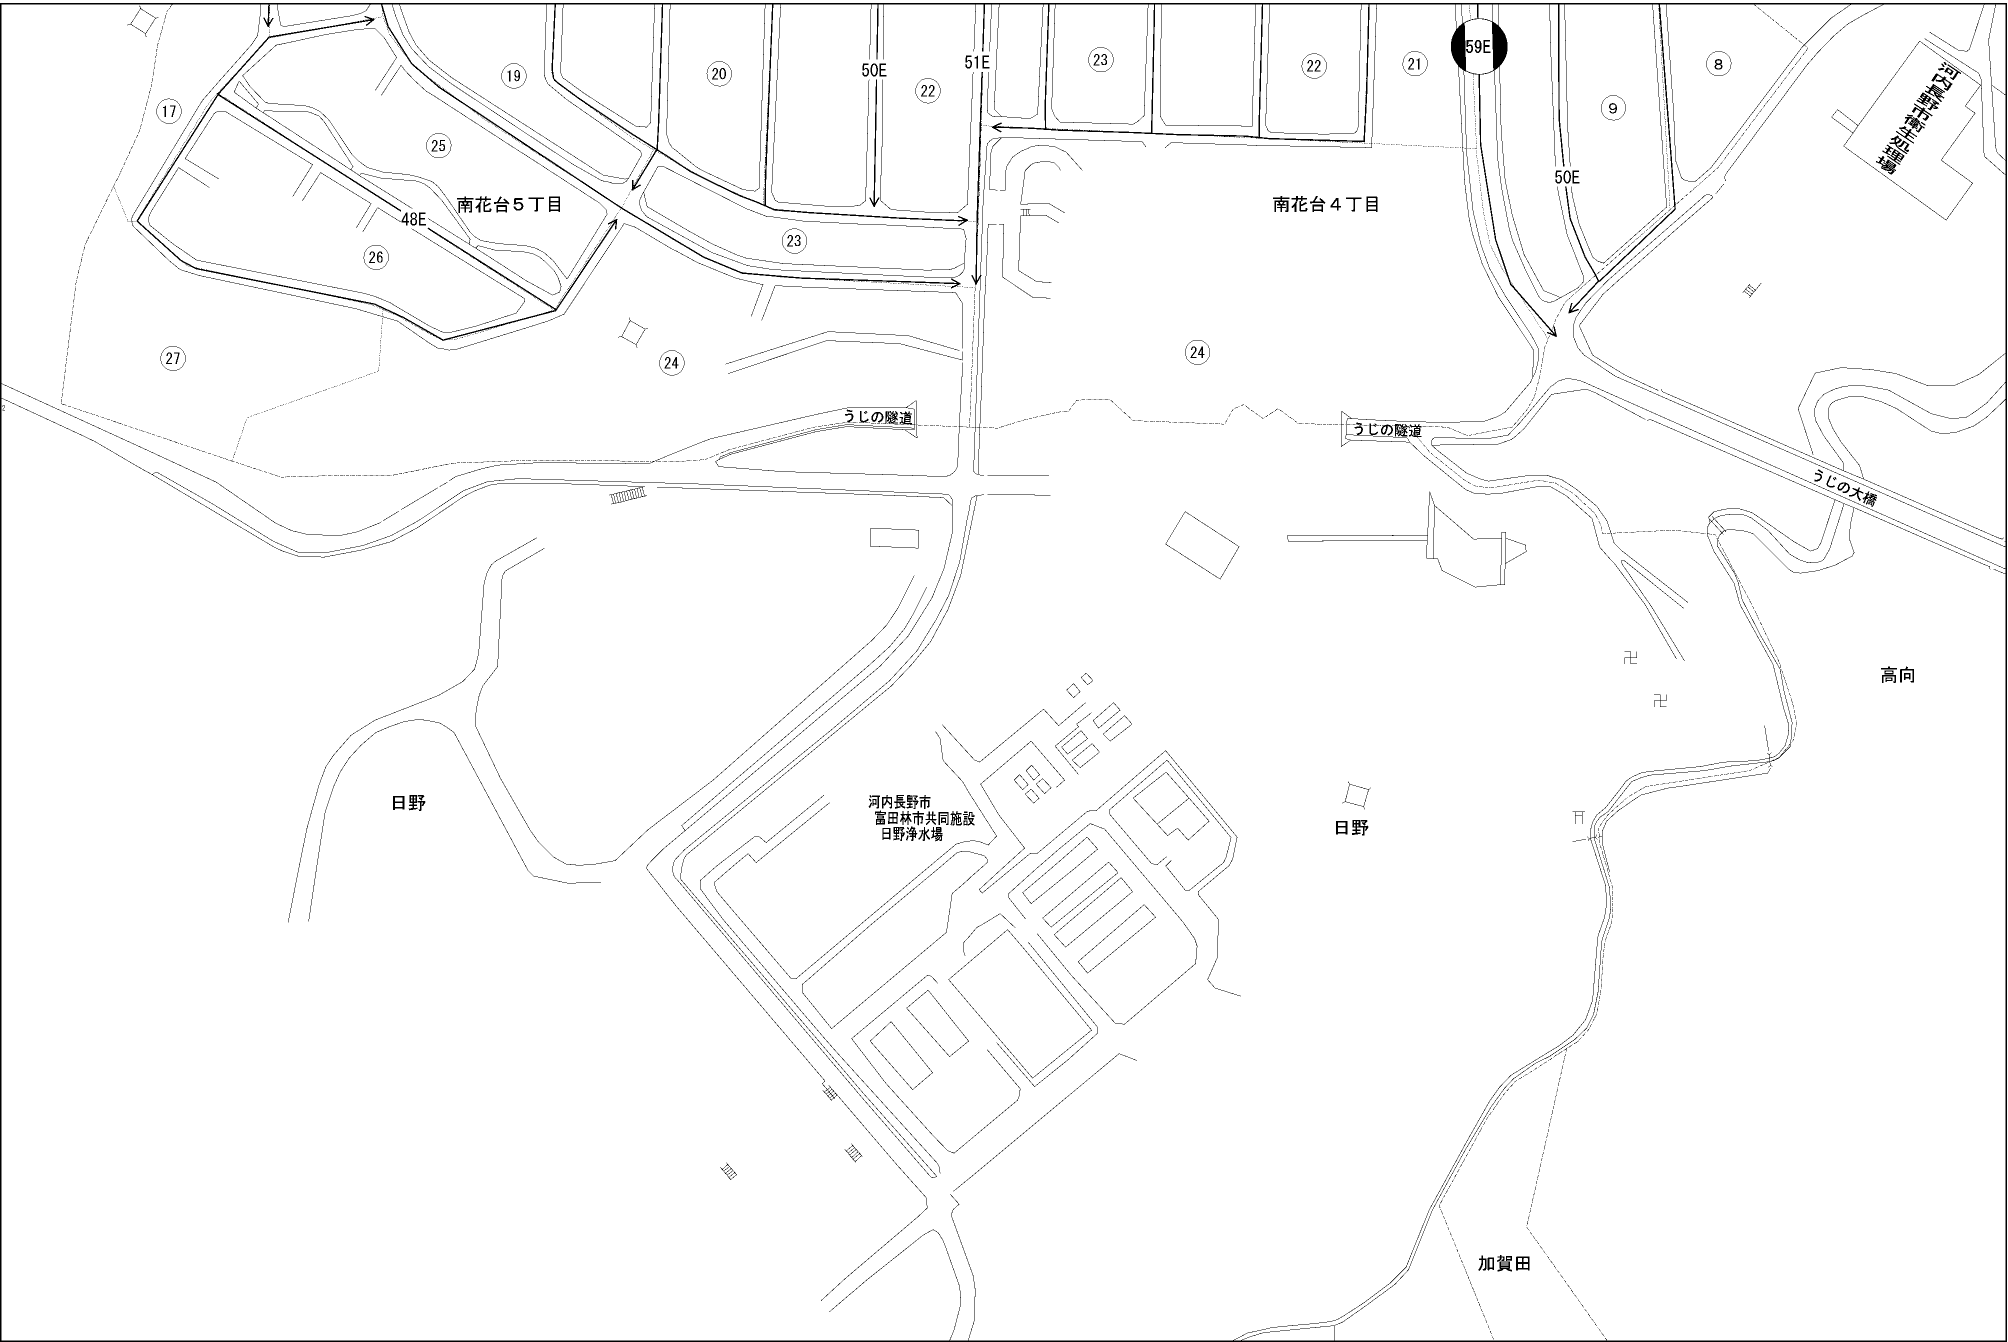 59E
51E
50E
19
20
22
23
22
21
8
9
河内長野市衛生処理場
17
25
50E
南花台5丁目
南花台4丁目
48E
23
26
27
24
24
うじの隧道
うじの隧道
うじの大橋
2
高向
日野
河内長野市
富田林市共同施設
日野浄水場
日野
加賀田